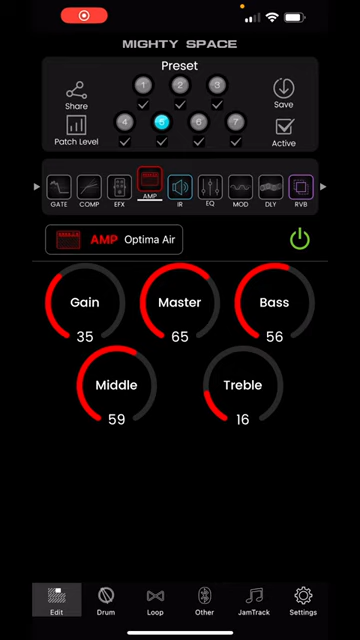 MIGHTY SPACE
Preset
1 2 3
Share
Save
4 5 6 7
Patch Level
Active
GATE COMP EFX AMP IR EQ MOD DLY RVB
AMP Optima Air
Gain Master Bass
35 65 56
Middle Treble
59 16
Edit Drum Loop Other JamTrack Settings